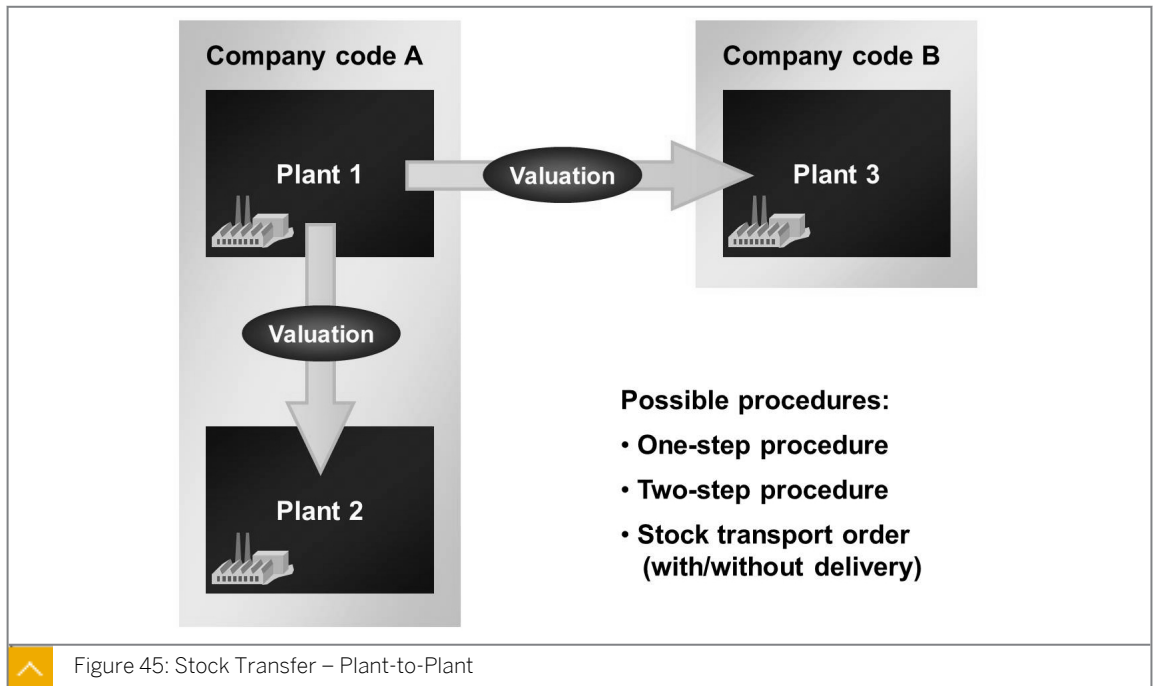 Company code A
Plant 1
Valuation
Plant 2
Company code B
Valuation
Plant 3
Possible procedures:
• One-step procedure
• Two-step procedure
• Stock transport order
(with/without delivery)
Figure 45: Stock Transfer – Plant-to-Plant